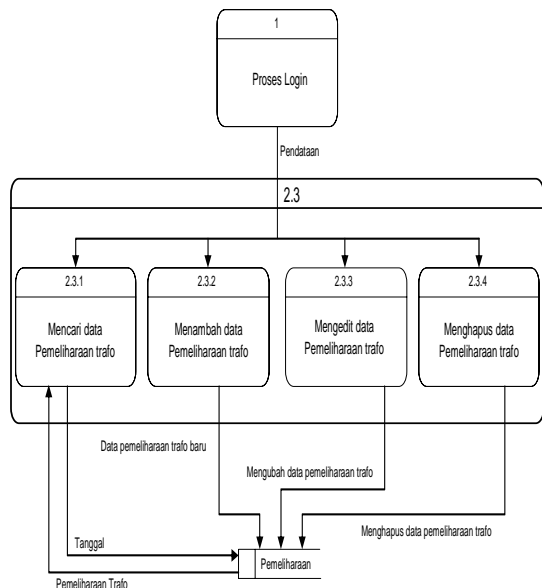 1
Proses Login
Pendataan
2.3
2.3.1
Mencari data
Pemeliharaan trafo
2.3.2
Menambah data
Pemeliharaan trafo
2.3.3
Mengedit data
Pemeliharaan trafo
2.3.4
Menghapus data
Pemeliharaan trafo
Data pemeliharaan trafo baru
Mengubah data pemeliharaan trafo
Menghapus data pemeliharaan trafo
Tanggal
Pemeliharaan
Pemeliharaan Trafo